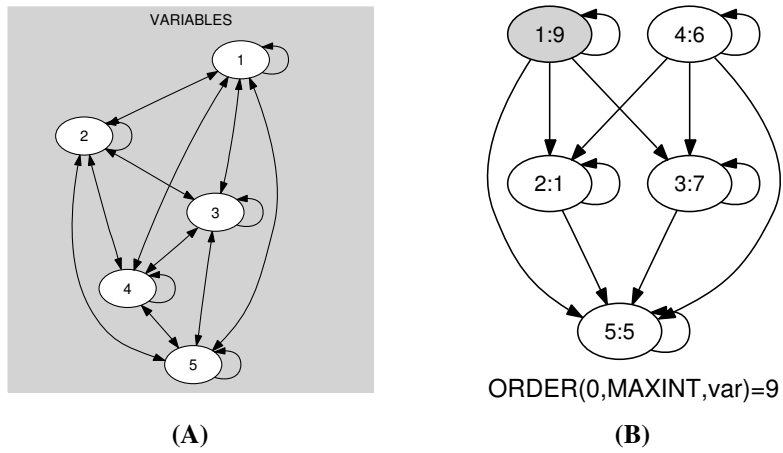 VARIABLES
1
2
3
4
5
(A)
1:9 4:6
2:1 3:7
5:5
ORDER(0,MAXINT,var)=9
(B)